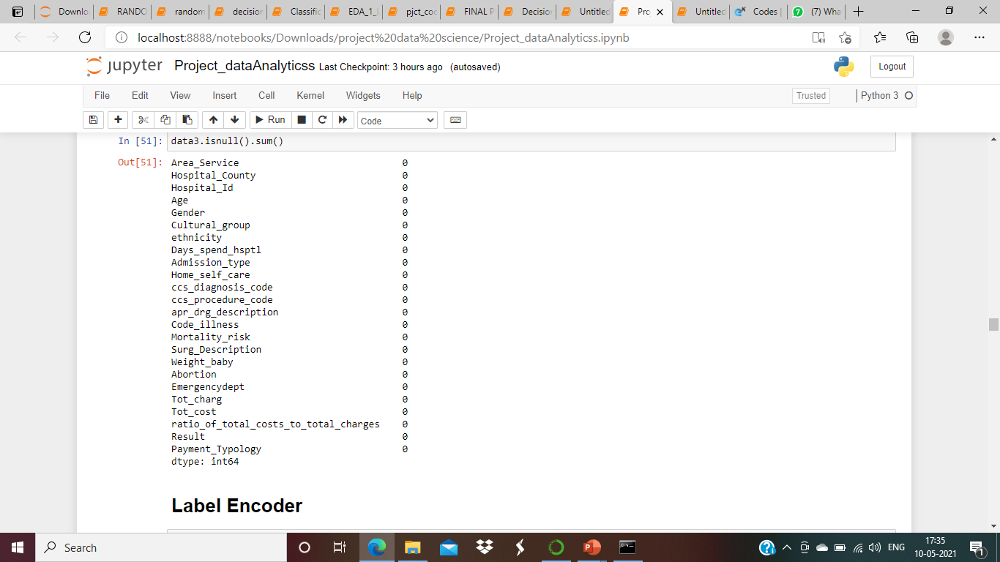 Downlo
RANDO
random
decision
Classific
EDA_1_
pjct_coc
FINAL P
Decision
Untitled
Pro
Untitled
Codes |
(7) Wha
localhost:8888/notebooks/Downloads/project%20data%20science/Project_dataAnalyticss.ipynb
jupyter Project_dataAnalyticss Last Checkpoint: 3 hours ago (autosaved)
Logout
File Edit View Insert Cell Kernel Widgets Help
Trusted
Python 3
Run
Code
In [51]: data3.isnull().sum()
Out[51]: Area_Service 0
Hospital_County 0
Hospital_Id 0
Age 0
Gender 0
Cultural_group 0
ethnicity 0
Days_spend_hsptl 0
Admission_type 0
Home_self_care 0
ccs_diagnosis_code 0
ccs_procedure_code 0
apr_drg_description 0
Code_illness 0
Mortality_risk 0
Surg_Description 0
Weight_baby 0
Abortion 0
Emergencydept 0
Tot_charg 0
Tot_cost 0
ratio_of_total_costs_to_total_charges 0
Result 0
Payment_Typology 0
dtype: int64
Label Encoder
Search
ENG
17:35
10-05-2021
1